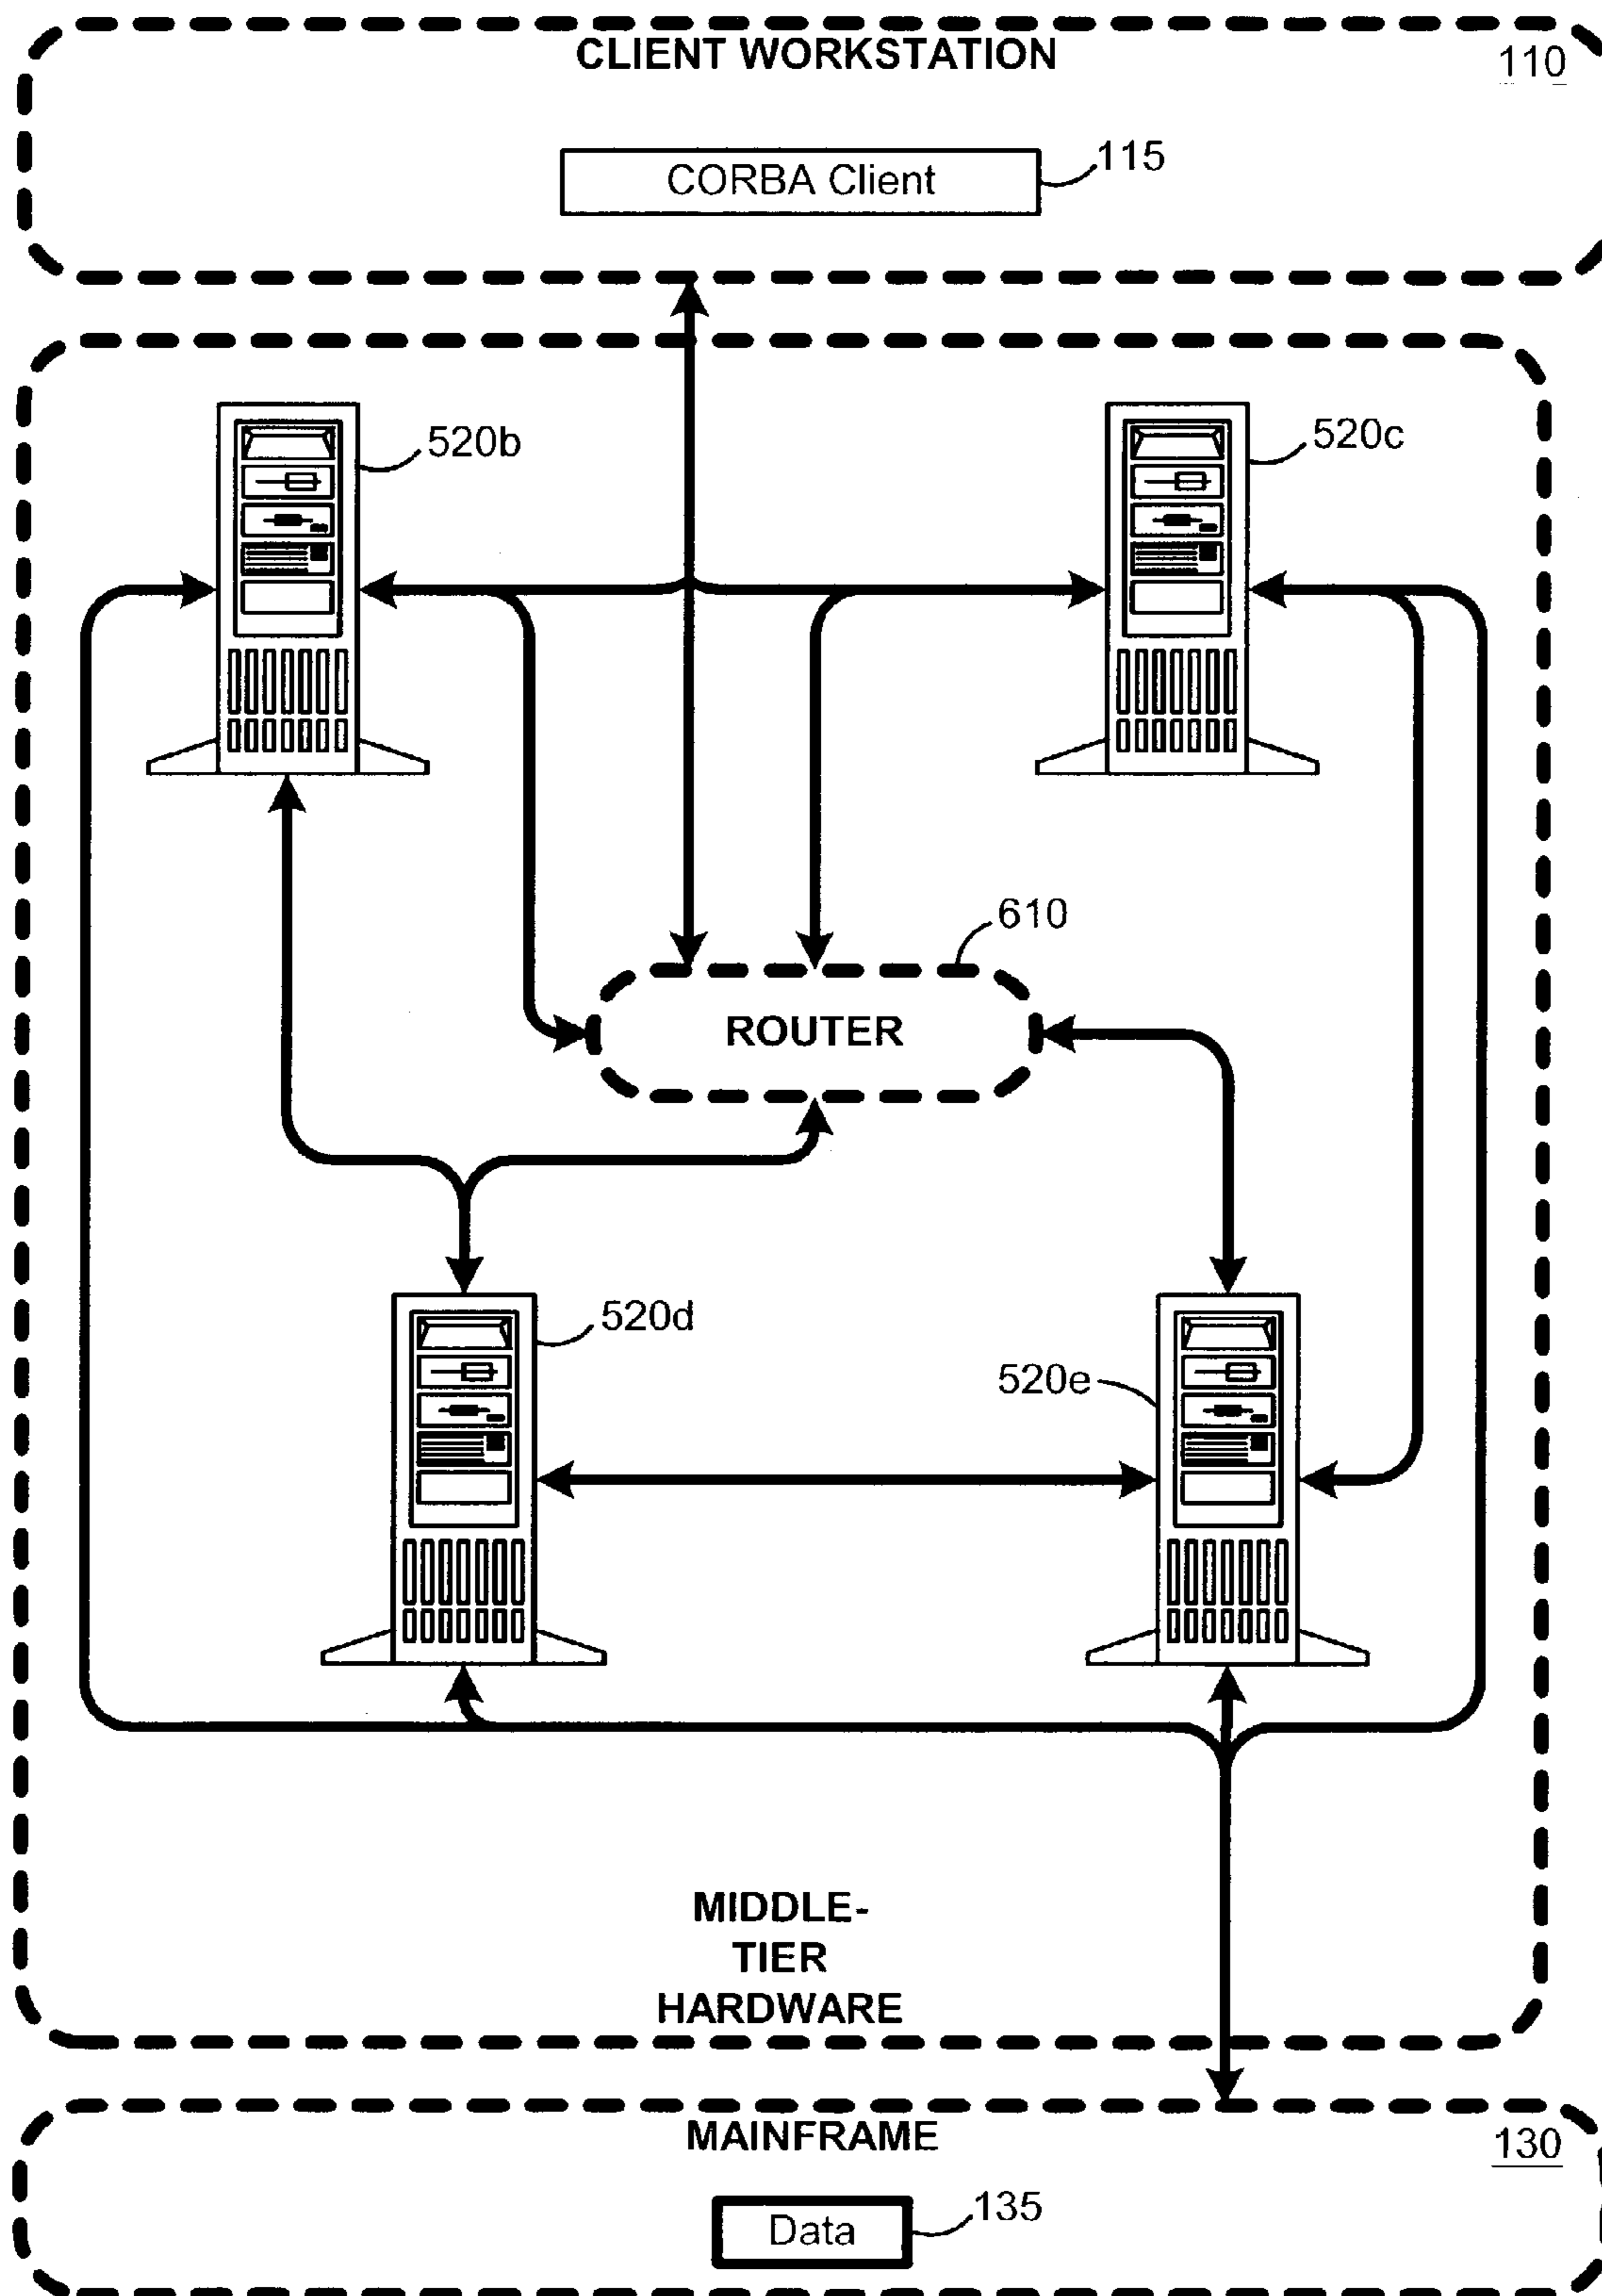 CLIENT WORKSTATION
110
CORBA Client
115
520b
520c
610
ROUTER
520d
520e
MIDDLE-
TIER
HARDWARE
MAINFRAME
130
Data
135